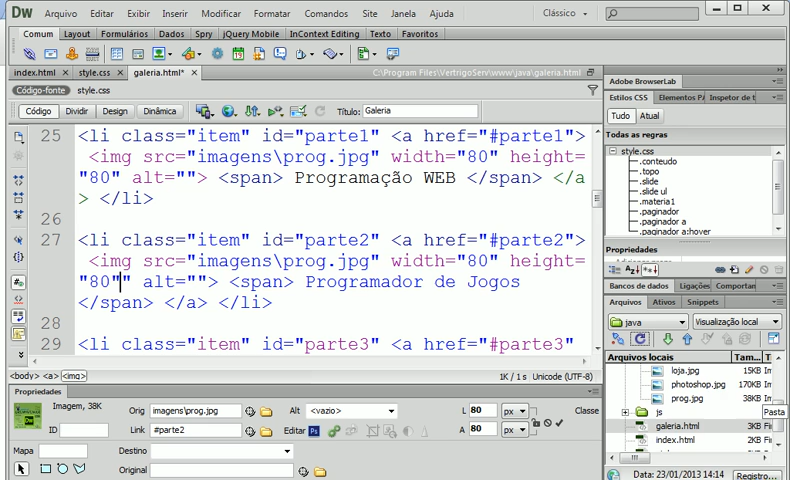 Dw Arquivo Editar Exibir Inserir Modificar Formatar Comandos Site Janela Ajuda Clássico
Comum Layout Formulários Dados Spry jQuery Mobile InContext Editing Texto Favoritos
index.html × style.css × galeria.html* × C:\Program Files\VertrigoServ\www\java\galeria.html
Código-fonte style.css
Código Dividir Design Dinâmica Título: Galeria
25 <li class="item" id="parte1" <a href="#parte1">
<img src="imagens\prog.jpg" width="80" height=
"80" alt=""> <span> Programação WEB </span> </a
> </li>
26
27 <li class="item" id="parte2" <a href="#parte2">
<img src="imagens\prog.jpg" width="80" height=
"80"" alt=""> <span> Programador de Jogos
</span> </a> </li>
28
29 <li class="item" id="parte3" <a href="#parte3"
<body> <a> <img> 1K / 1 s Unicode (UTF-8)
Propriedades
Imagem, 38K Orig imagens\prog.jpg Alt <vazio> L 80 px Classe
ID Link #parte2 Editar Ps A 80 px
Mapa Destino
Original
Adobe BrowserLab
Estilos CSS Elementos P Inspetor de t
Tudo Atual
Todas as regras
style.css
.conteudo
.topo
.slide
.slide ul
.materia1
.paginador
.paginador a
.paginador a:hover
Propriedades
Bancos de dados Ligações Comportam
Arquivos Ativos Snippets
java Visualização local
Arquivos locais Tam... T
loja.jpg 15KB
photoshop.jpg 170KB
prog.jpg 38KB
js Pasta
galeria.html 3KB
index.html 2KB
Data: 23/01/2013 14:14 Registro...